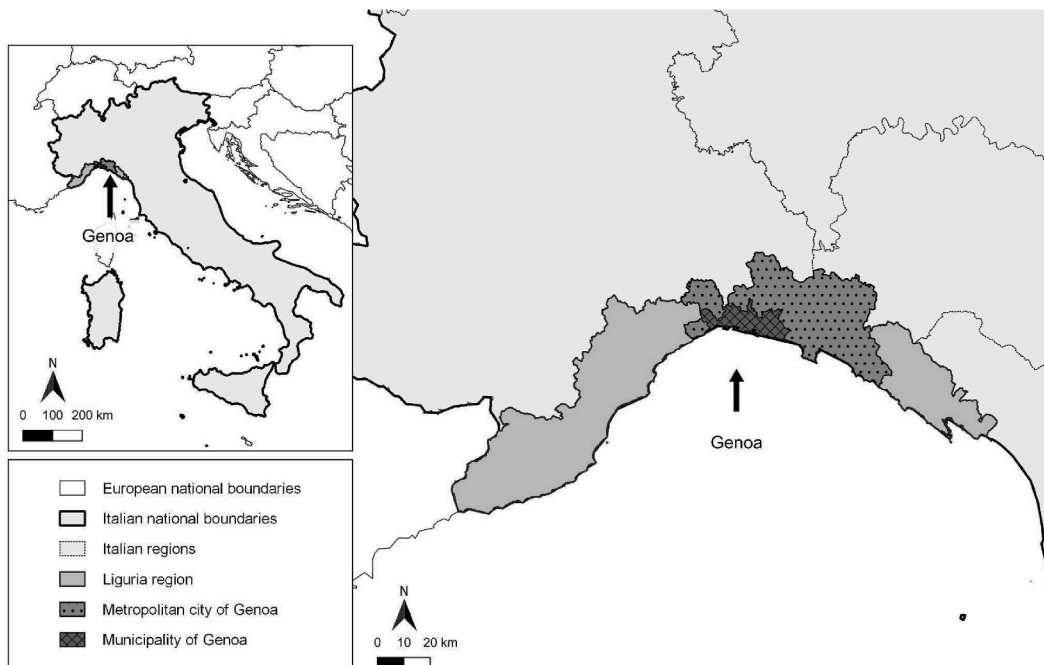 Genoa
N
0 100 200 km
European national boundaries
Italian national boundaries
Italian regions
Liguria region
Metropolitan city of Genoa
Municipality of Genoa
Genoa
N
0 10 20 km